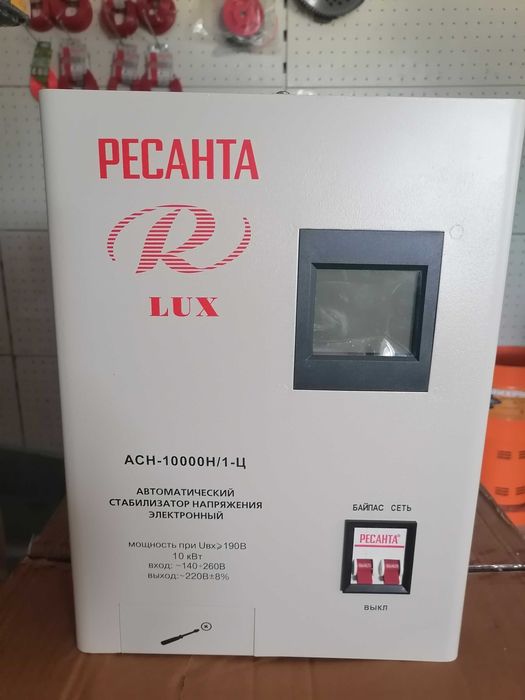 РЕСАНТА
R
LUX
АСН-10000Н/1-Ц
АВТОМАТИЧЕСКИЙ
СТАБИЛИЗАТОР НАПРЯЖЕНИЯ
ЭЛЕКТРОННЫЙ
мощность при Uвх⩾190В
10 кВт
вход: ~140÷260В
выход:~220В±8%
БАЙПАС СЕТЬ
РЕСАНТА®
ВЫКЛ